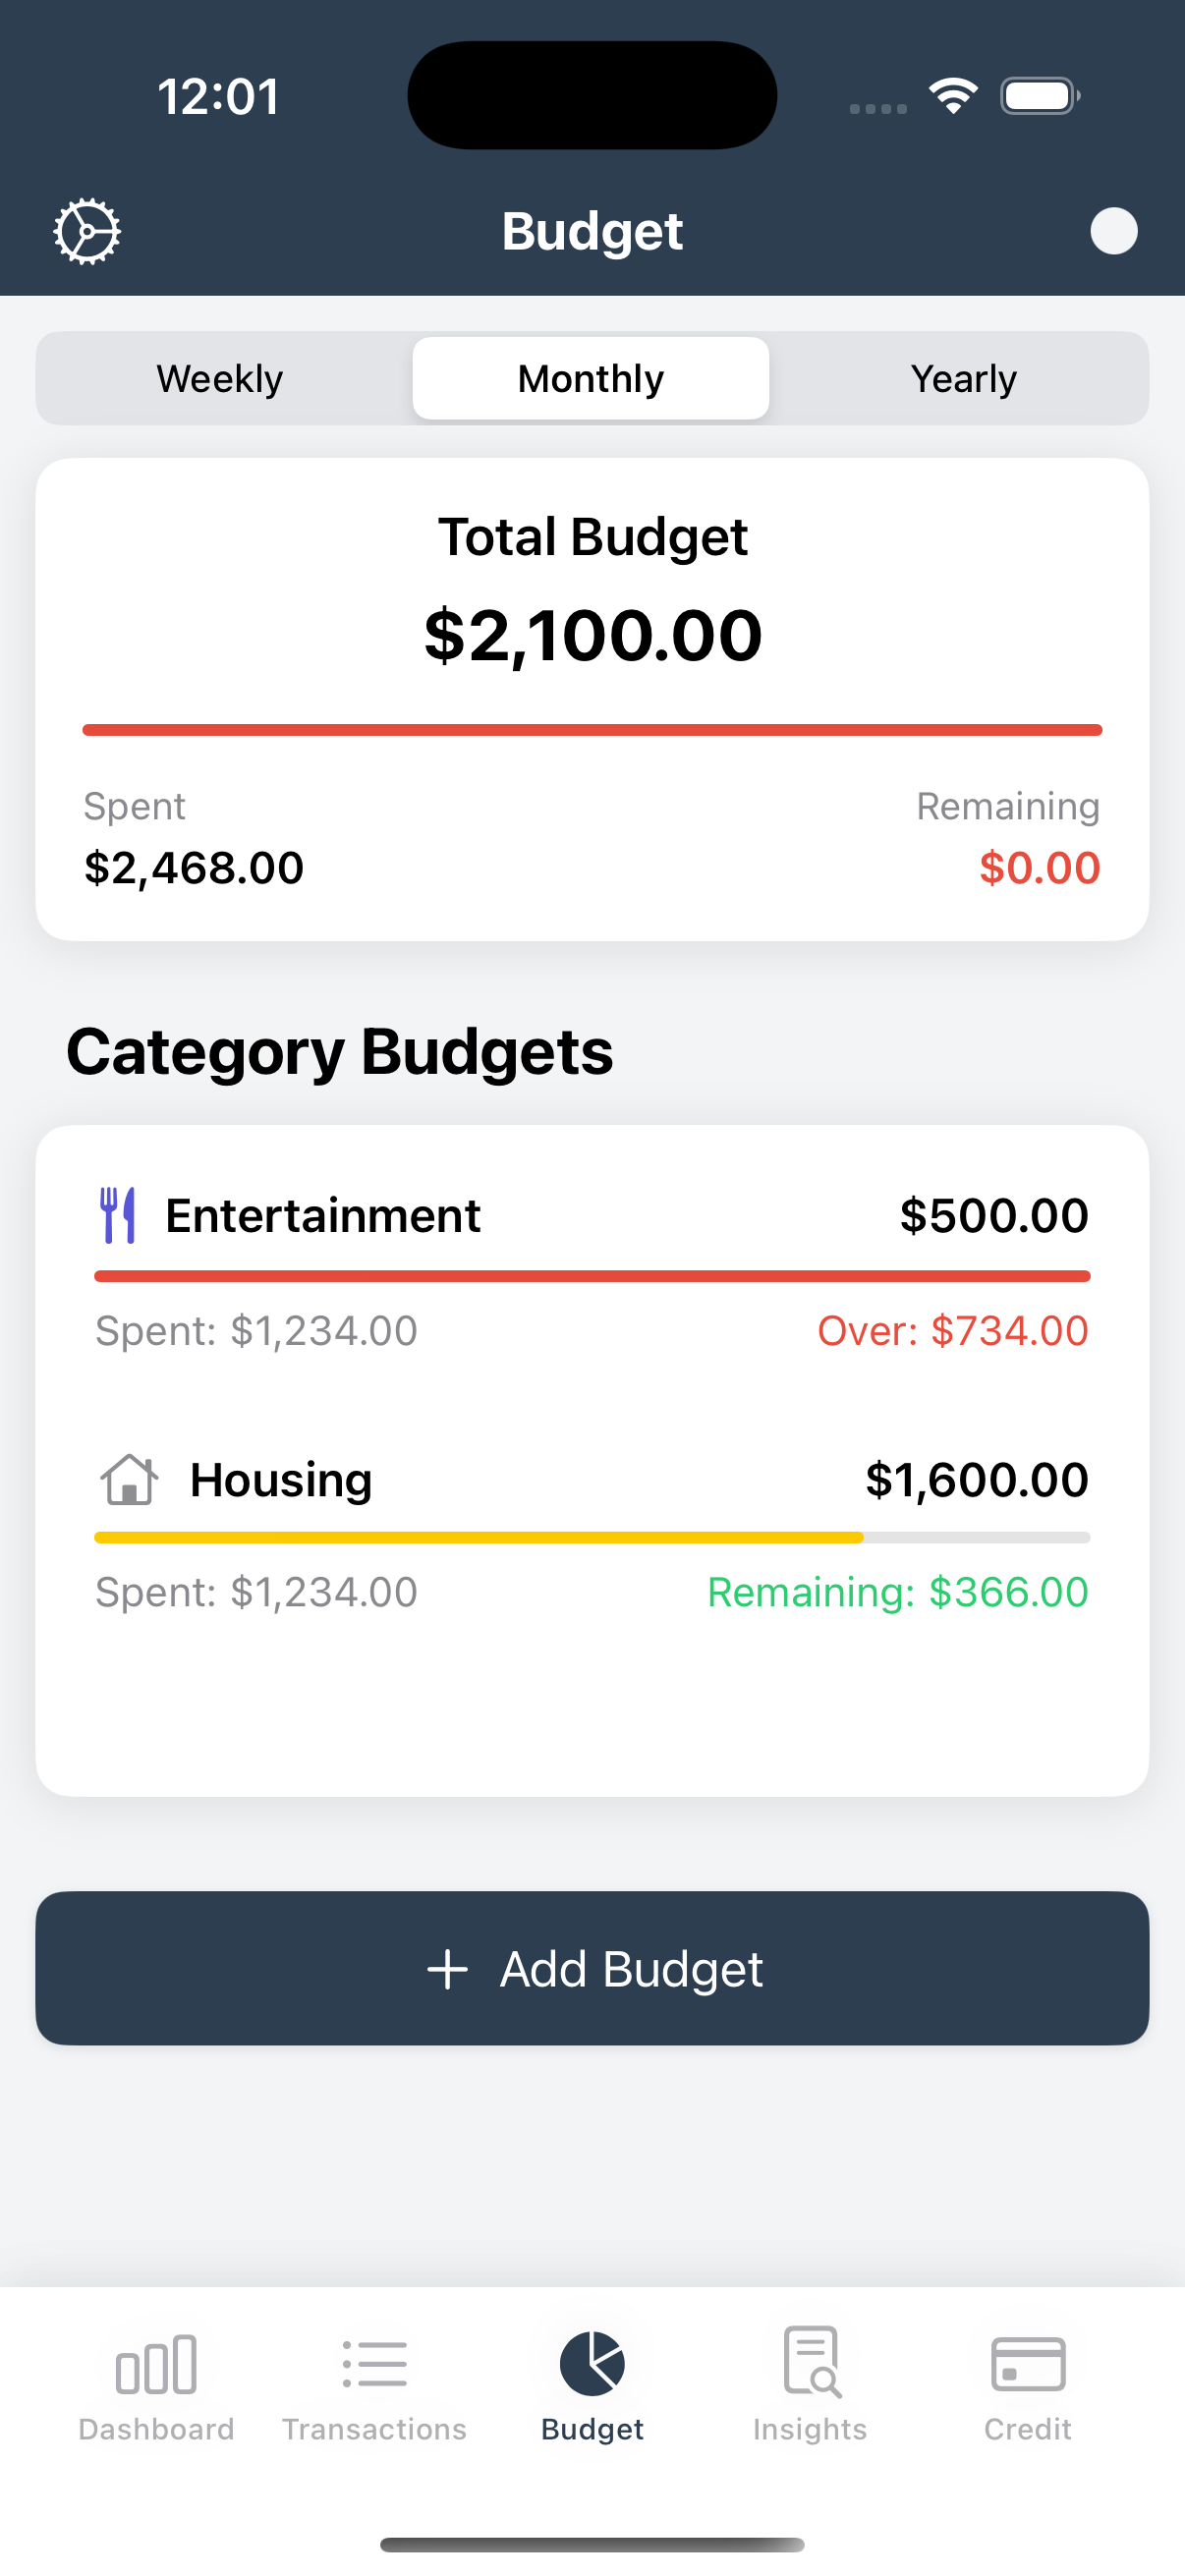 12:01
Budget
Weekly Monthly Yearly
Total Budget
$2,100.00
Spent Remaining
$2,468.00 $0.00
Category Budgets
Entertainment $500.00
Spent: $1,234.00 Over: $734.00
Housing $1,600.00
Spent: $1,234.00 Remaining: $366.00
+ Add Budget
Dashboard Transactions Budget Insights Credit